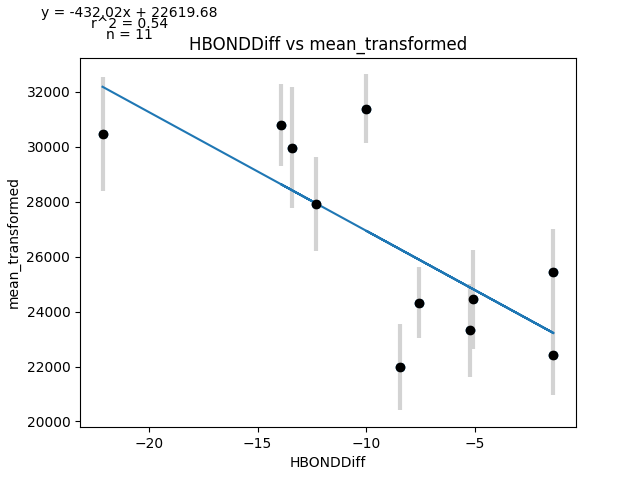 y = -432.02x + 22619.68
r^2 = 0.54
n = 11
HBONDDiff vs mean_transformed
32000
30000
28000
26000
24000
22000
20000
mean_transformed
−20
−15
−10
−5
HBONDDiff